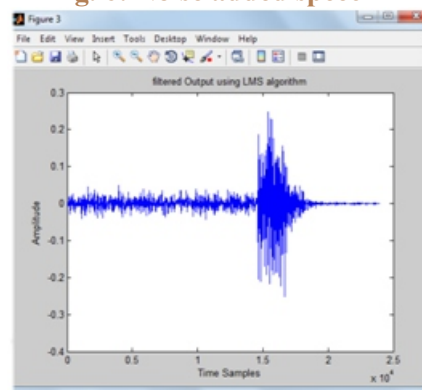 Figure 3
File Edit View Insert Tools Desktop Window Help
filtered Output using LMS algorithm
0.3
0.2
0.1
0
-0.1
-0.2
-0.3
-0.4
Amplitude
0 0.5 1 1.5 2 2.5
x 10^4
Time Samples